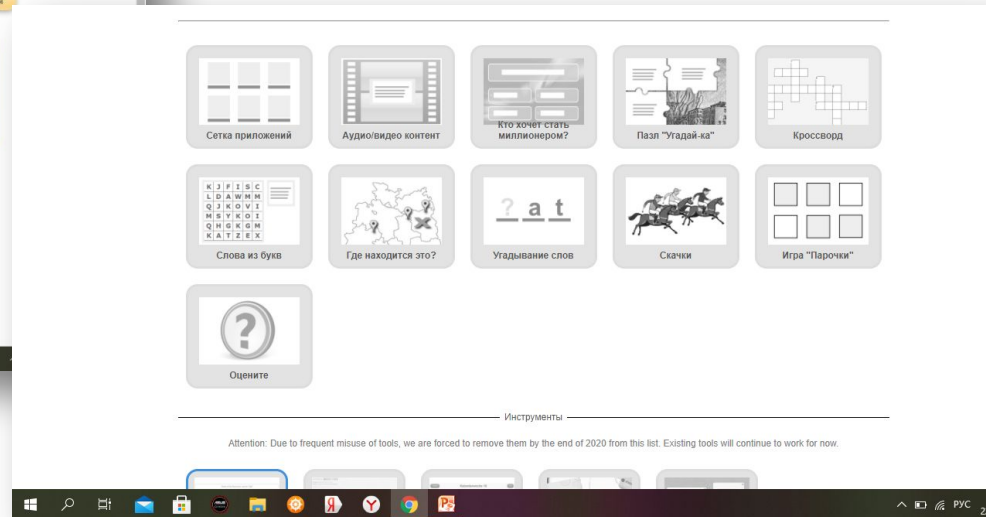 Сетка приложений
Аудио/видео контент
Кто хочет стать
миллионером?
Пазл "Угадай-ка"
Кроссворд
K J F I S C
L D A W M M
Q J K O V I
M S Y K O I
Q H G K G M
K A T Z E X
Слова из букв
Где находится это?
? a t
Угадывание слов
Скачки
Игра "Парочки"
?
Оцените
Инструменты
Attention: Due to frequent misuse of tools, we are forced to remove them by the end of 2020 from this list. Existing tools will continue to work for now.
РУС